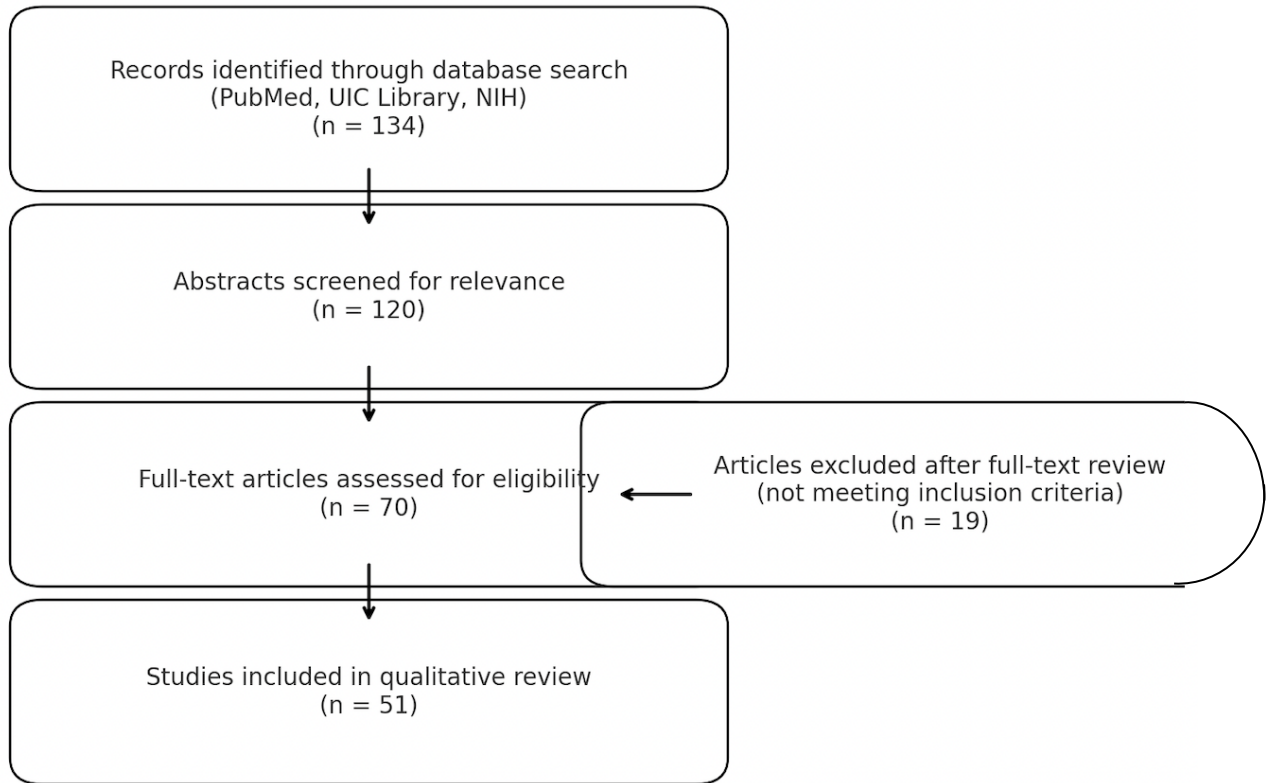 Records identified through database search
(PubMed, UIC Library, NIH)
(n = 134)
Abstracts screened for relevance
(n = 120)
Full-text articles assessed for eligibility
(n = 70)
Articles excluded after full-text review
(not meeting inclusion criteria)
(n = 19)
Studies included in qualitative review
(n = 51)